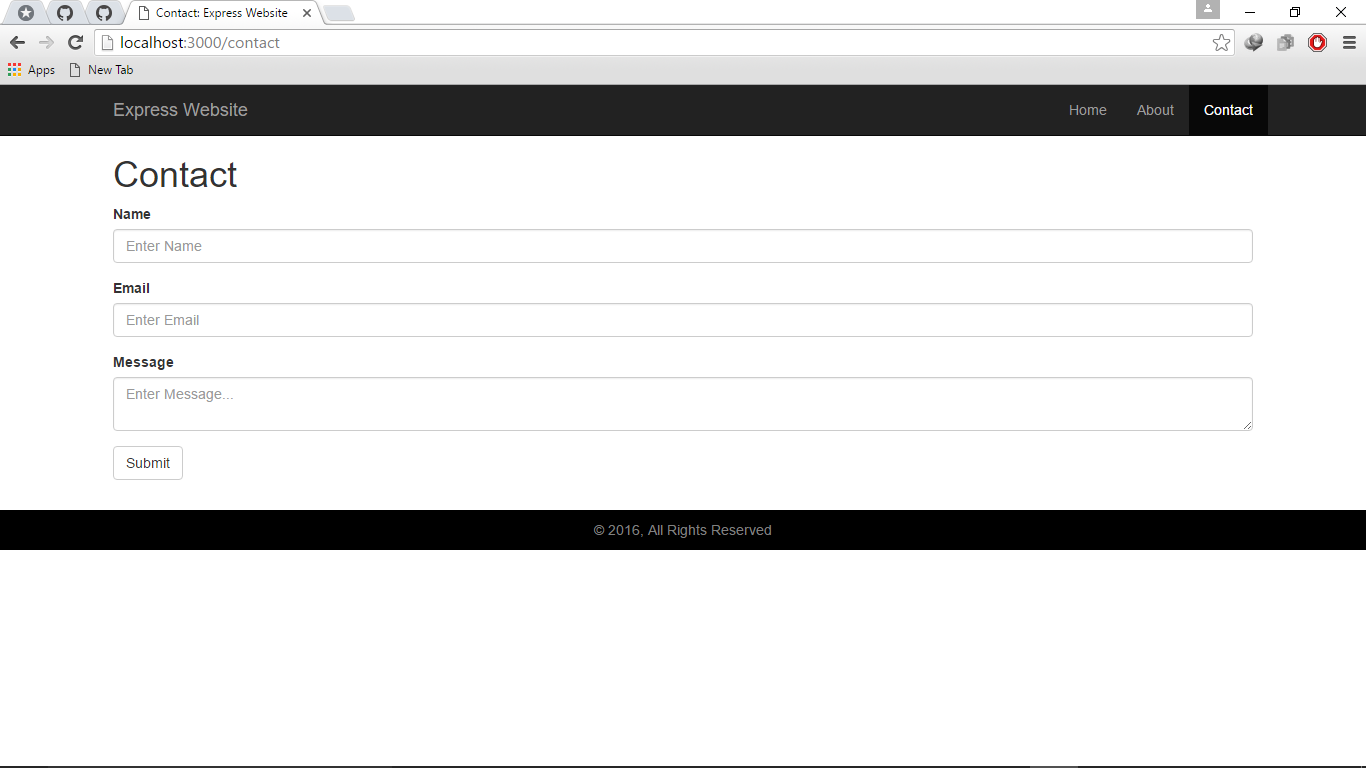 Contact: Express Website
localhost:3000/contact
Apps New Tab
Express Website Home About Contact
Contact
Name
Enter Name
Email
Enter Email
Message
Enter Message...
Submit
© 2016, All Rights Reserved